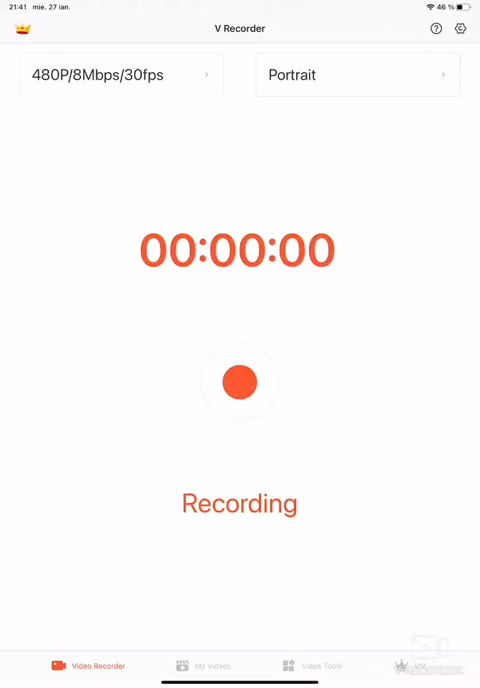 21:41 mie. 27 ian. 46 %
V Recorder
480P/8Mbps/30fps Portrait
00:00:00
Recording
Video Recorder My Videos Video Tools VIP